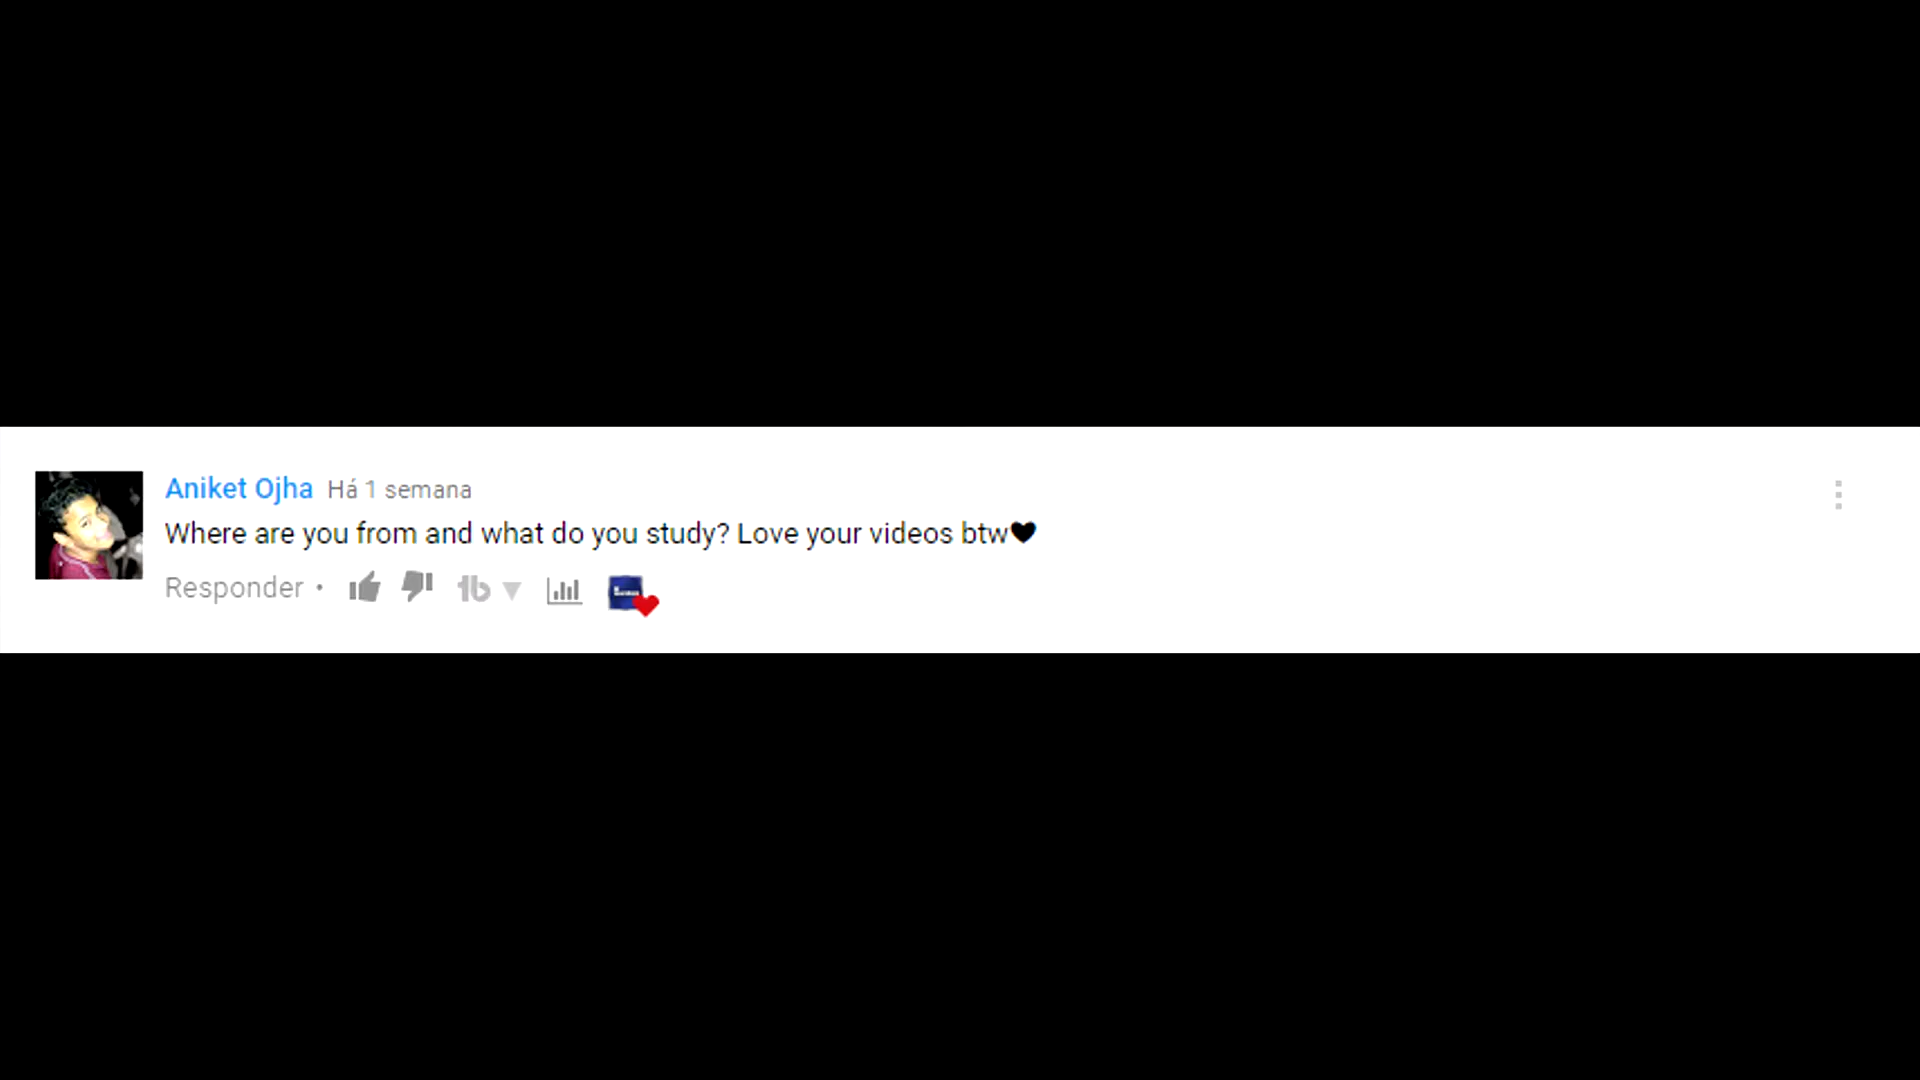 Aniket Ojha Há 1 semana
Where are you from and what do you study? Love your videos btw🖤
Responder •